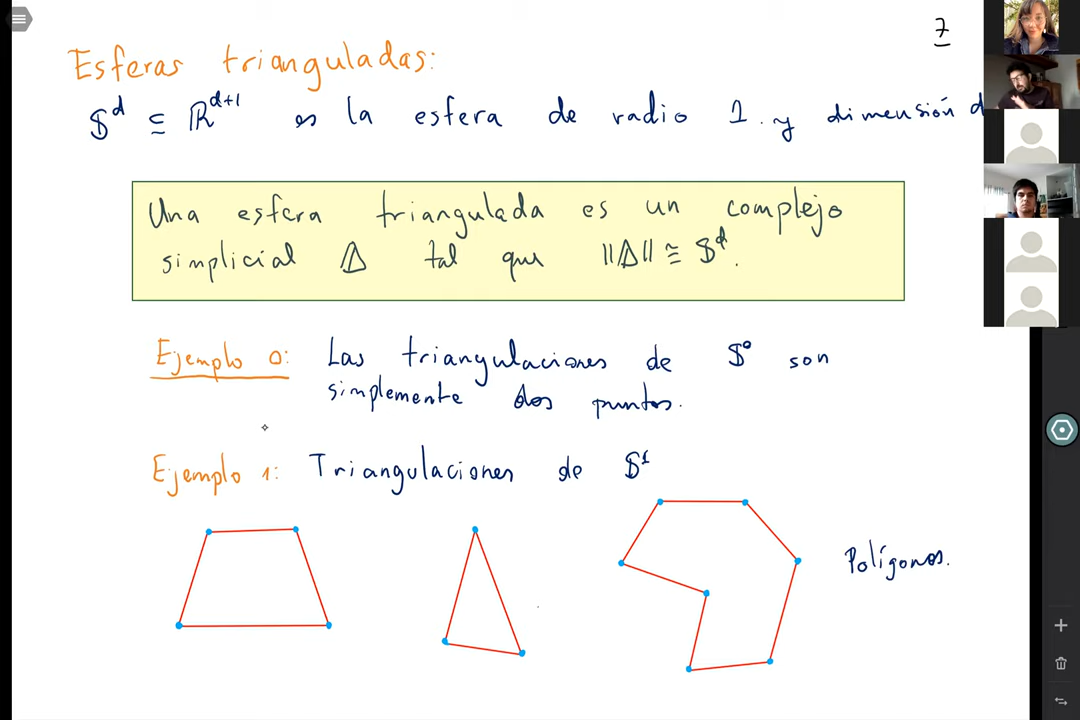 7
Esferas trianguladas:
$^d ⊆ ℝ^{d+1} es la esfera de radio 1 y dimensión d
Una esfera triangulada es un complejo
simplicial Δ tal que ||Δ|| ≅ $^d.
Ejemplo 0: Las triangulaciones de $^0 son
simplemente dos puntos.
Ejemplo 1: Triangulaciones de $^1
Polígonos.